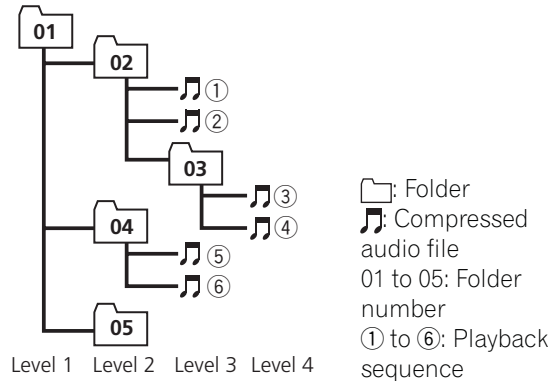 01
02
①
②
03
③
④
04
⑤
⑥
05
Level 1 Level 2 Level 3 Level 4
: Folder
: Compressed
audio file
01 to 05: Folder
number
① to ⑥: Playback
sequence